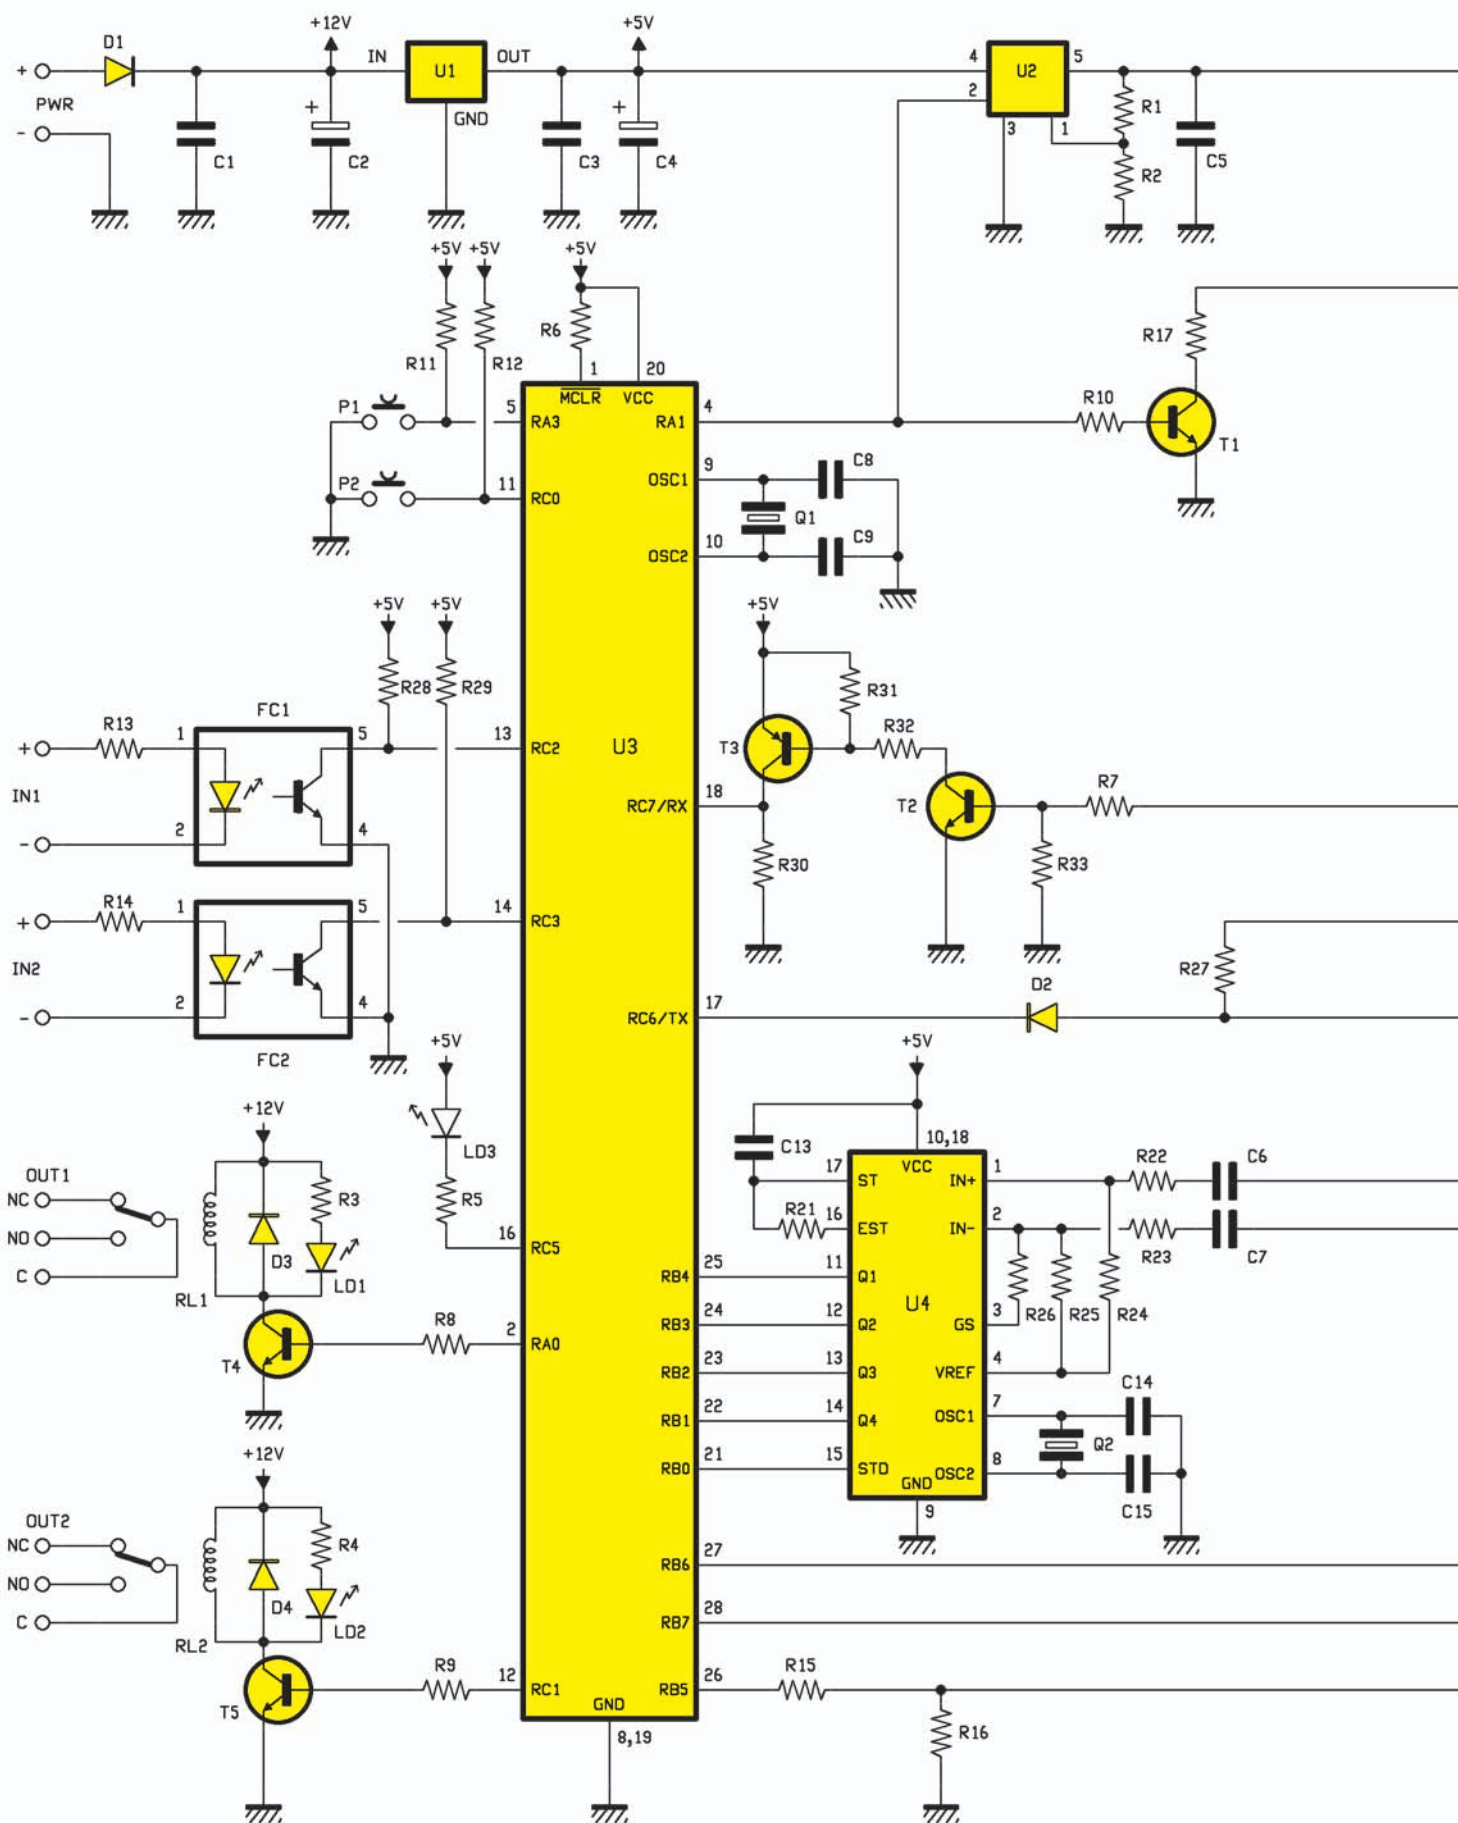 +12V
+5V
D1
IN
U1
OUT
4
U2
5
+
PWR
-
GND
2
3
1
R1
R2
+
C1
C2
C3
+
C4
C5
+5V
+5V
+5V
R11
R12
R6
1
20
MCLR
VCC
R17
P1
5
RA3
RA1
4
R10
T1
P2
11
RC0
OSC1
9
C8
Q1
OSC2
10
C9
+5V
+5V
+5V
R28
R29
R31
FC1
R13
+
1
5
13
RC2
U3
T3
R32
IN1
RC7/RX
18
T2
R7
-
2
4
R30
R33
R14
+
1
5
14
RC3
IN2
R27
-
2
4
RC6/TX
17
D2
FC2
+5V
+5V
+12V
LD3
C13
10,18
VCC
OUT1
NC
NO
C
R3
D3
LD1
RL1
R5
16
RC5
17
ST
IN+
1
R22
C6
R21
16
EST
IN-
2
R23
C7
RB4
25
11
Q1
U4
R26
R25
R24
RB3
24
12
Q2
GS
3
T4
R8
2
RA0
RB2
23
13
Q3
VREF
4
RB1
22
14
Q4
OSC1
7
C14
Q2
RB0
21
15
STD
OSC2
8
C15
GND
9
+12V
OUT2
NC
NO
C
R4
D4
LD2
RL2
RB6
27
RB7
28
T5
R9
12
RC1
RB5
26
R15
R16
GND
8,19